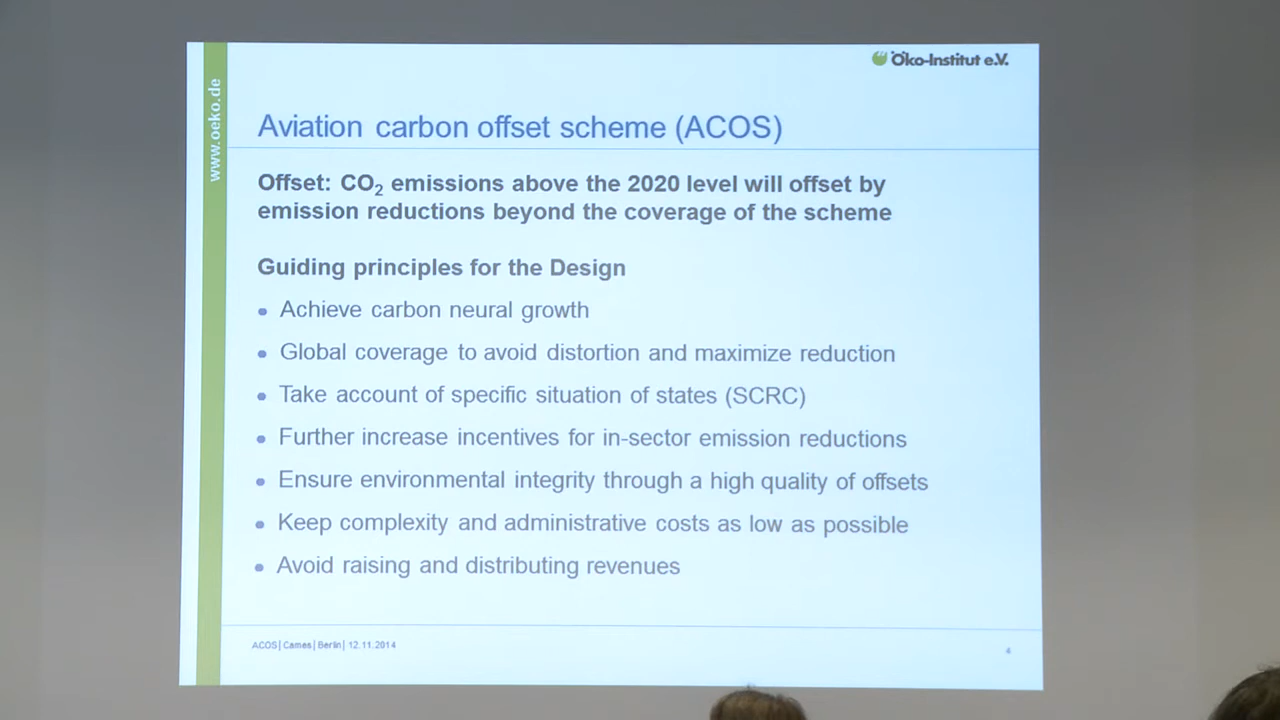 Öko-Institut e.V.
www.oeko.de
Aviation carbon offset scheme (ACOS)
Offset: CO₂ emissions above the 2020 level will offset by
emission reductions beyond the coverage of the scheme
Guiding principles for the Design
• Achieve carbon neural growth
• Global coverage to avoid distortion and maximize reduction
• Take account of specific situation of states (SCRC)
• Further increase incentives for in-sector emission reductions
• Ensure environmental integrity through a high quality of offsets
• Keep complexity and administrative costs as low as possible
• Avoid raising and distributing revenues
ACOS| Cames| Berlin| 12.11.2014
4